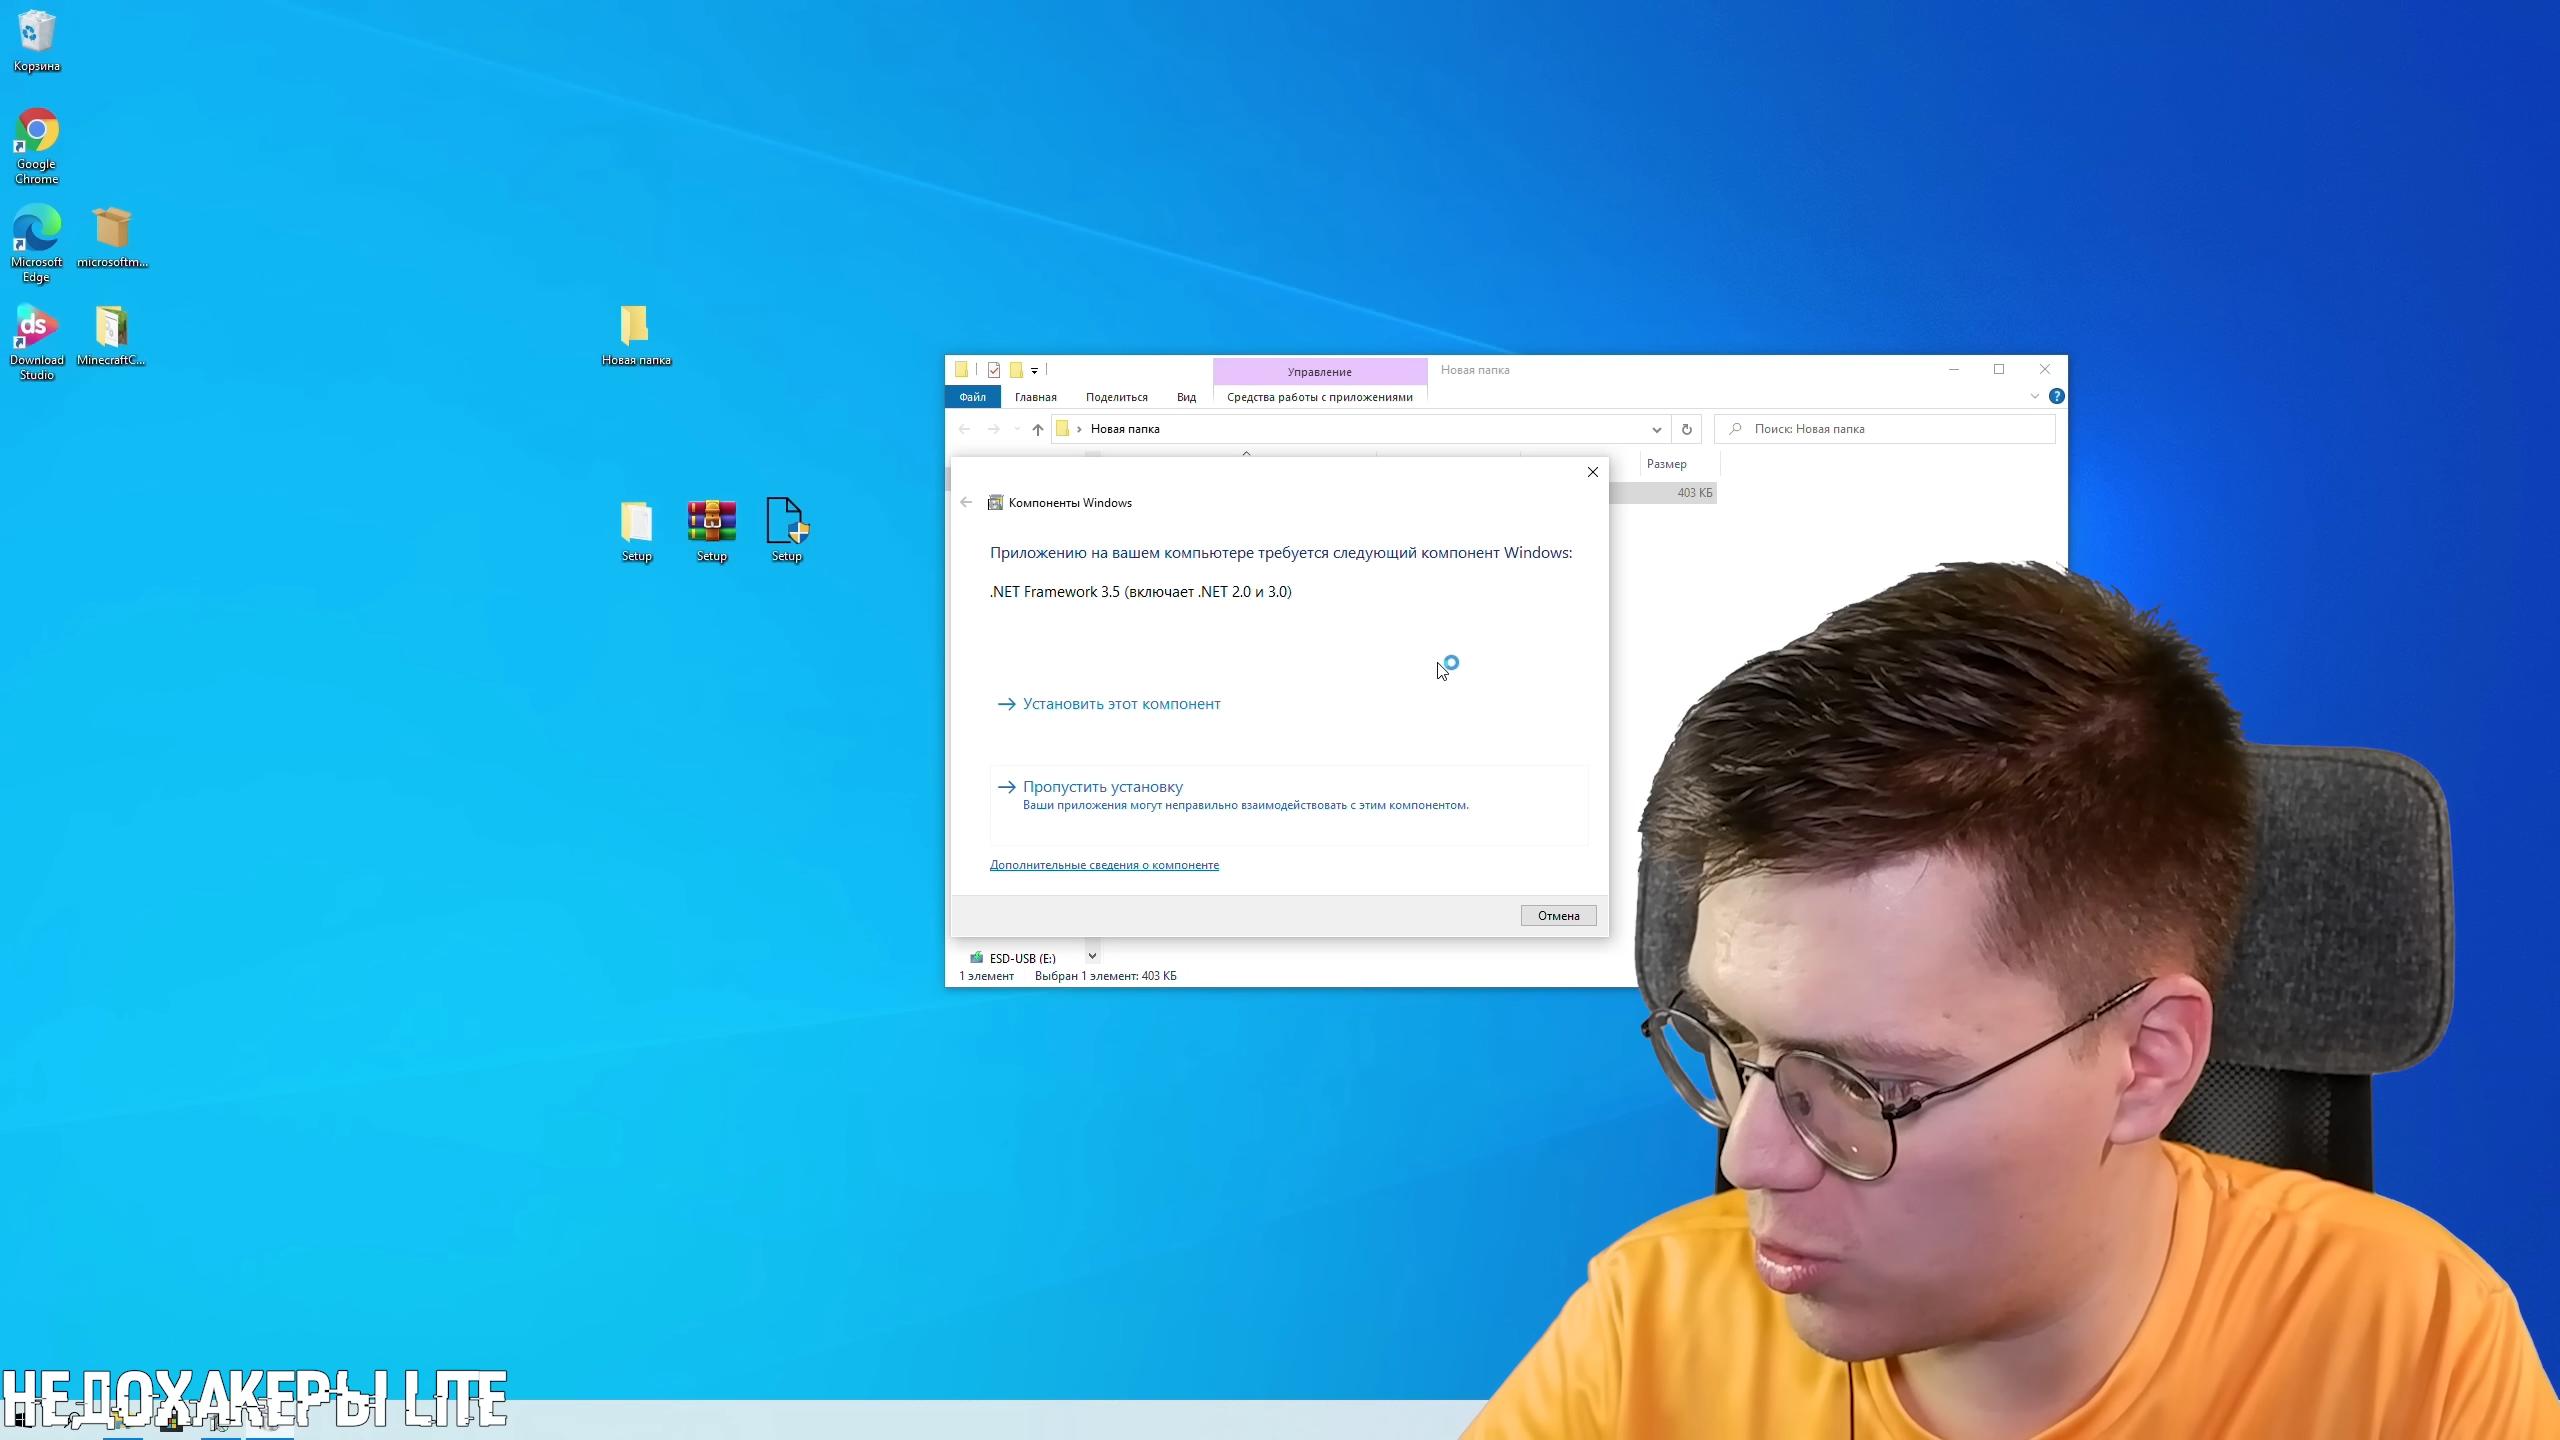 Корзина
Google
Chrome
Microsoft
Edge
microsoftm...
ds
Download
Studio
MinecraftC...
Новая папка
Setup
Setup
Setup
Управление
Новая папка
Файл
Главная
Поделиться
Вид
Средства работы с приложениями
Новая папка
Поиск: Новая папка
Размер
403 КБ
Компоненты Windows
Приложению на вашем компьютере требуется следующий компонент Windows:
.NET Framework 3.5 (включает .NET 2.0 и 3.0)
Установить этот компонент
Пропустить установку
Ваши приложения могут неправильно взаимодействовать с этим компонентом.
Дополнительные сведения о компоненте
Отмена
ESD-USB (E:)
1 элемент
Выбран 1 элемент: 403 КБ
НЕДОХАКЕРЫ LITE